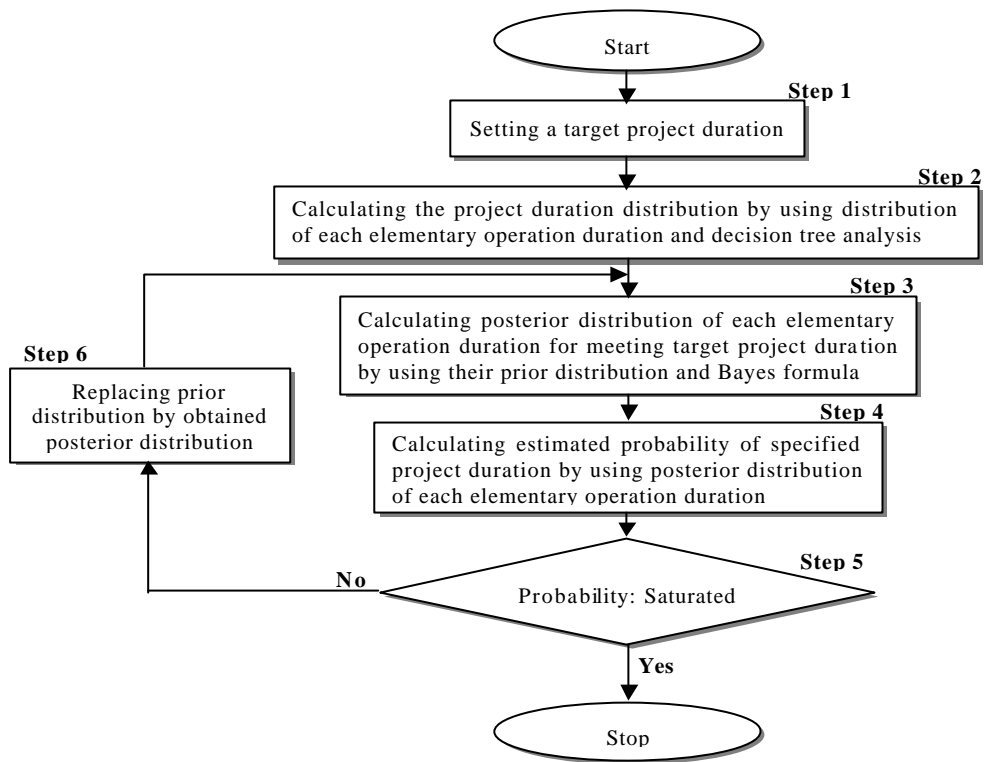 Start
Step 1
Setting a target project duration
Step 2
Calculating the project duration distribution by using distribution
of each elementary operation duration and decision tree analysis
Step 3
Calculating posterior distribution of each elementary
operation duration for meeting target project duration
by using their prior distribution and Bayes formula
Step 6
Replacing prior
distribution by obtained
posterior distribution
Step 4
Calculating estimated probability of specified
project duration by using posterior distribution
of each elementary operation duration
Step 5
No
Probability: Saturated
Yes
Stop